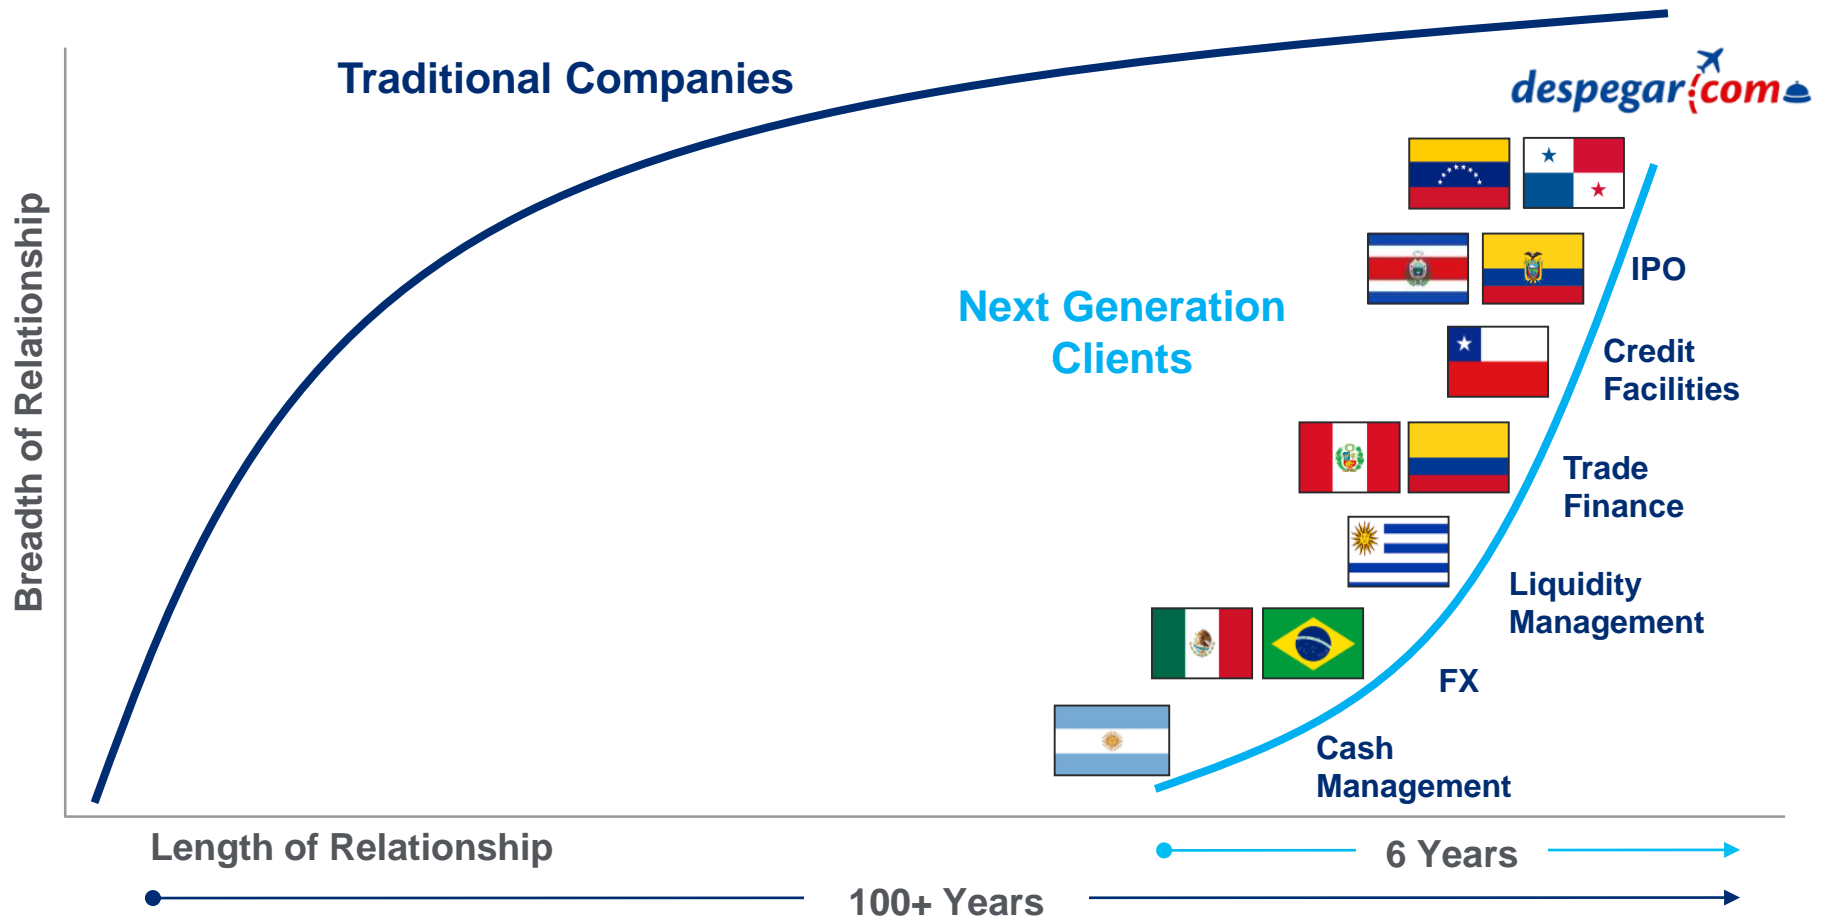 Traditional Companies
despegar.com
Breadth of Relationship
Next Generation
Clients
IPO
Credit
Facilities
Trade
Finance
Liquidity
Management
FX
Cash
Management
Length of Relationship
6 Years
100+ Years